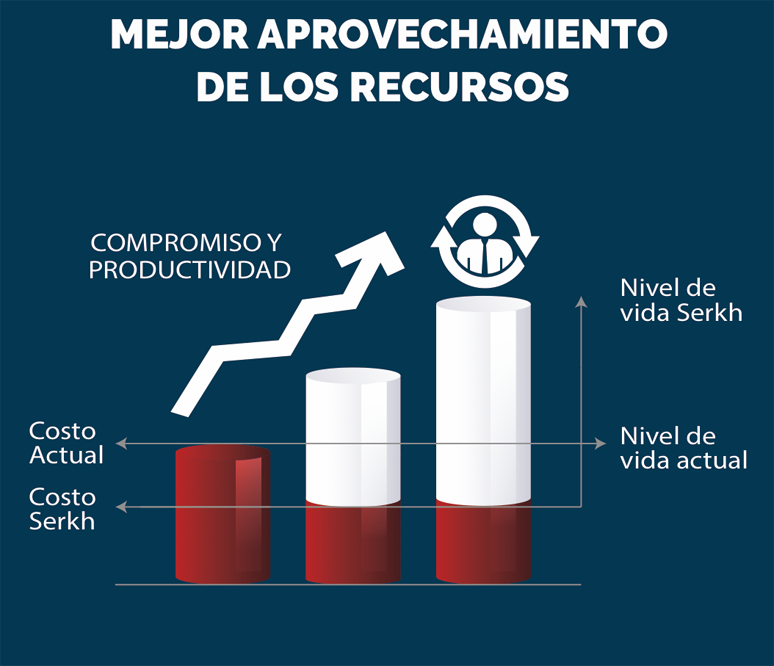 MEJOR APROVECHAMIENTO
DE LOS RECURSOS
COMPROMISO Y
PRODUCTIVIDAD
Nivel de
vida Serkh
Costo
Actual
Nivel de
vida actual
Costo
Serkh